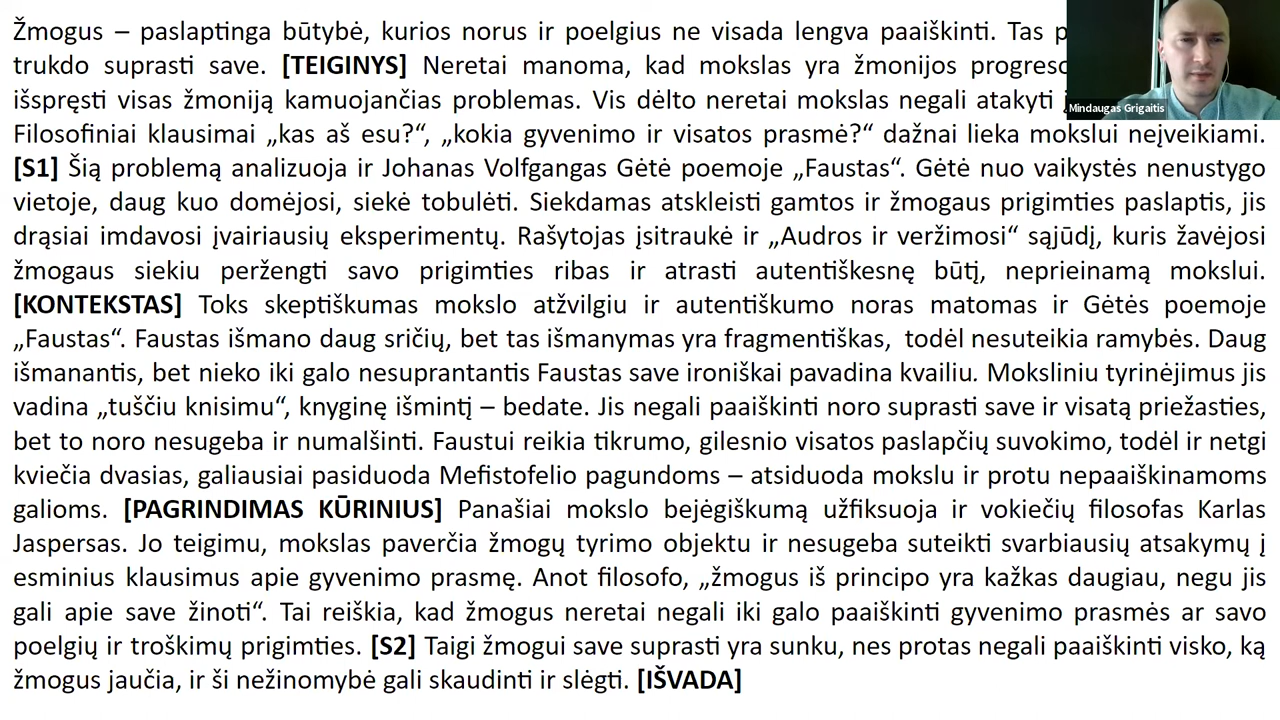 Žmogus – paslaptinga būtybė, kurios norus ir poelgius ne visada lengva paaiškinti. Tas
trukdo suprasti save. [TEIGINYS] Neretai manoma, kad mokslas yra žmonijos
išspręsti visas žmoniją kamuojančias problemas. Vis dėlto neretai mokslas negali atakyti
Mindaugas Grigaitis
Filosofiniai klausimai „kas aš esu?“, „kokia gyvenimo ir visatos prasmė?“ dažnai lieka mokslui neįveikiami.
[S1] Šią problemą analizuoja ir Johanas Volfgangas Gėtė poemoje „Faustas“. Gėtė nuo vaikystės nenustygo
vietoje, daug kuo domėjosi, siekė tobulėti. Siekdamas atskleisti gamtos ir žmogaus prigimties paslaptis, jis
drąsiai imdavosi įvairiausių eksperimentų. Rašytojas įsitraukė ir „Audros ir veržimosi“ sąjūdį, kuris žavėjosi
žmogaus siekiu peržengti savo prigimties ribas ir atrasti autentiškesnę būtį, neprieinamą mokslui.
[KONTEKSTAS] Toks skeptiškumas mokslo atžvilgiu ir autentiškumo noras matomas ir Gėtės poemoje
„Faustas“. Faustas išmano daug sričių, bet tas išmanymas yra fragmentiškas, todėl nesuteikia ramybės. Daug
išmanantis, bet nieko iki galo nesuprantantis Faustas save ironiškai pavadina kvailiu. Moksliniu tyrinėjimus jis
vadina „tuščiu knisimu“, knyginę išmintį – bedate. Jis negali paaiškinti noro suprasti save ir visatą priežasties,
bet to noro nesugeba ir numalšinti. Faustui reikia tikrumo, gilesnio visatos paslapčių suvokimo, todėl ir netgi
kviečia dvasias, galiausiai pasiduoda Mefistofelio pagundoms – atsiduoda mokslu ir protu nepaaiškinamoms
galioms. [PAGRINDIMAS KŪRINIUS] Panašiai mokslo bejėgiškumą užfiksuoja ir vokiečių filosofas Karlas
Jaspersas. Jo teigimu, mokslas paverčia žmogų tyrimo objektu ir nesugeba suteikti svarbiausių atsakymų į
esminius klausimus apie gyvenimo prasmę. Anot filosofo, „žmogus iš principo yra kažkas daugiau, negu jis
gali apie save žinoti“. Tai reiškia, kad žmogus neretai negali iki galo paaiškinti gyvenimo prasmės ar savo
poelgių ir troškimų prigimties. [S2] Taigi žmogui save suprasti yra sunku, nes protas negali paaiškinti visko, ką
žmogus jaučia, ir ši nežinomybė gali skaudinti ir slėgti. [IŠVADA]